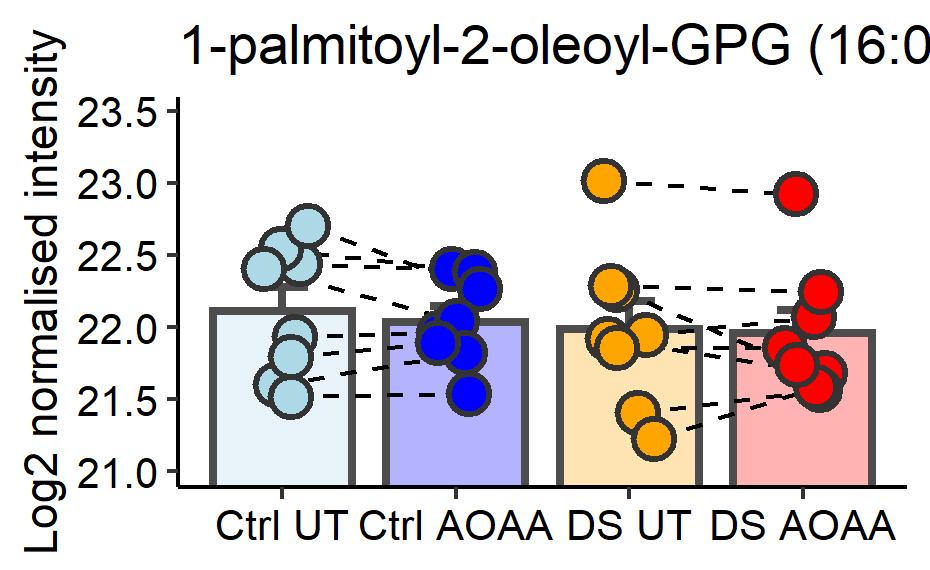 1-palmitoyl-2-oleoyl-GPG (16:0
Log2 normalised intensity
23.5
23.0
22.5
22.0
21.5
21.0
Ctrl UT Ctrl AOAA DS UT DS AOAA